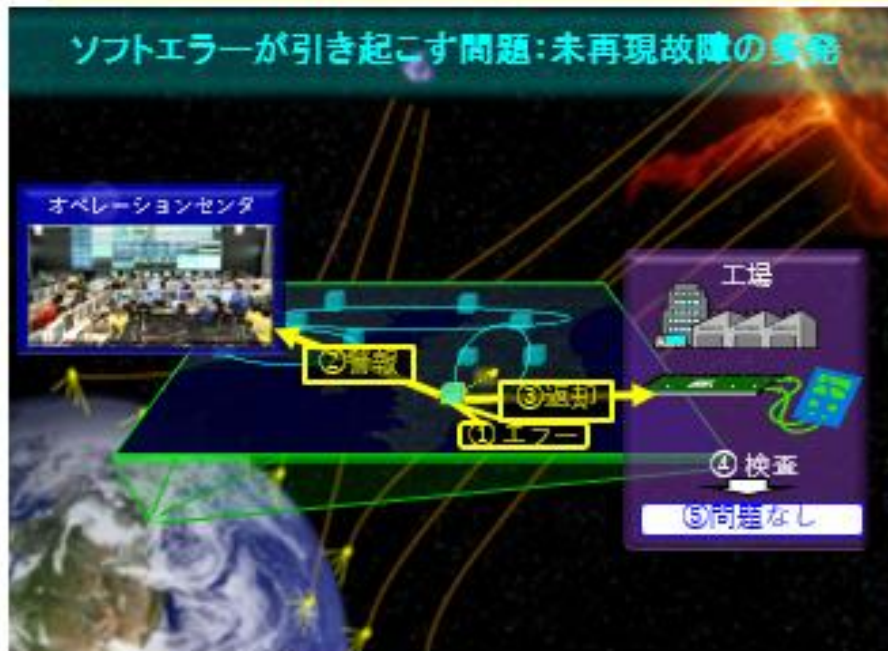 ソフトエラーが引き起こす問題：未再現故障の多発
オペレーションセンタ
工場
②警報
③返却
①エラー
④検査
⑤問題なし